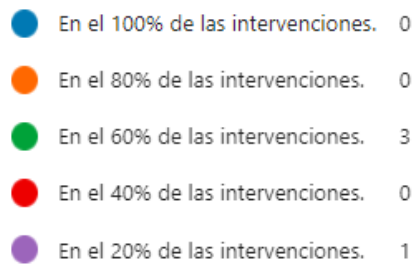 En el 100% de las intervenciones. 0
En el 80% de las intervenciones. 0
En el 60% de las intervenciones. 3
En el 40% de las intervenciones. 0
En el 20% de las intervenciones. 1